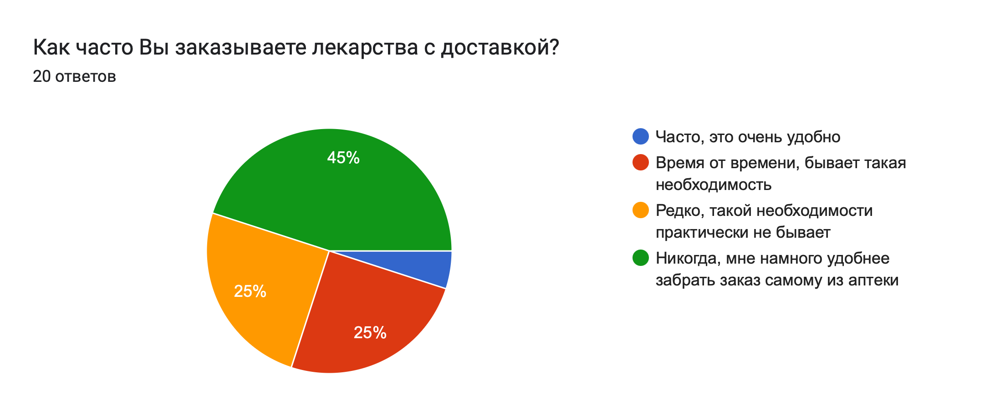 Как часто Вы заказываете лекарства с доставкой?
20 ответов
45%
25%
25%
Часто, это очень удобно
Время от времени, бывает такая
необходимость
Редко, такой необходимости
практически не бывает
Никогда, мне намного удобнее
забрать заказ самому из аптеки